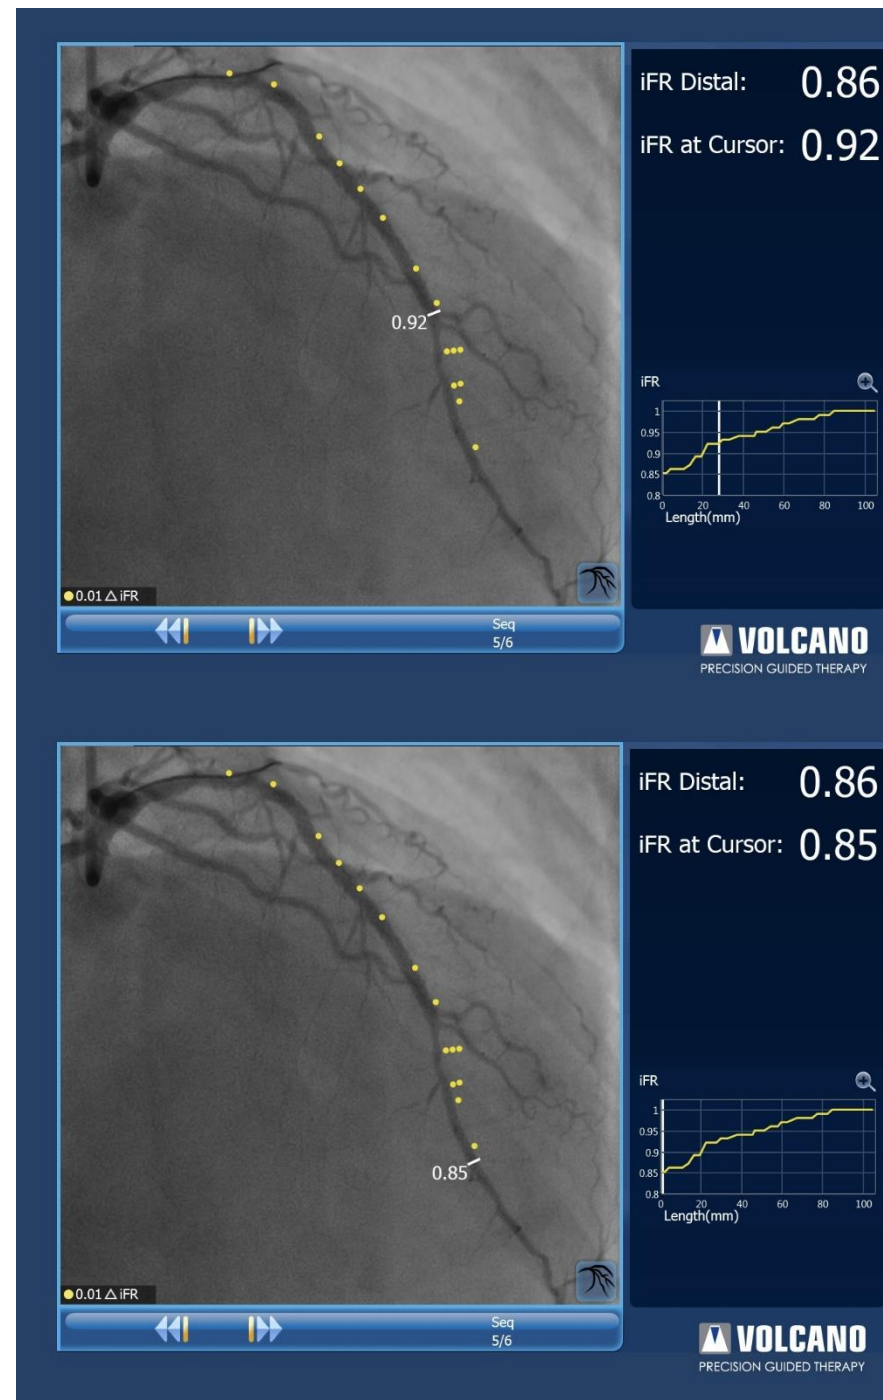 iFR Distal: 0.86
iFR at Cursor: 0.92
0.92
iFR
1
0.95
0.9
0.85
0.8
0 20 40 60 80 100
Length(mm)
0.01 △ iFR
Seq
5/6
VOLCANO
PRECISION GUIDED THERAPY
iFR Distal: 0.86
iFR at Cursor: 0.85
0.85
iFR
1
0.95
0.9
0.85
0.8
0 20 40 60 80 100
Length(mm)
0.01 △ iFR
Seq
5/6
VOLCANO
PRECISION GUIDED THERAPY